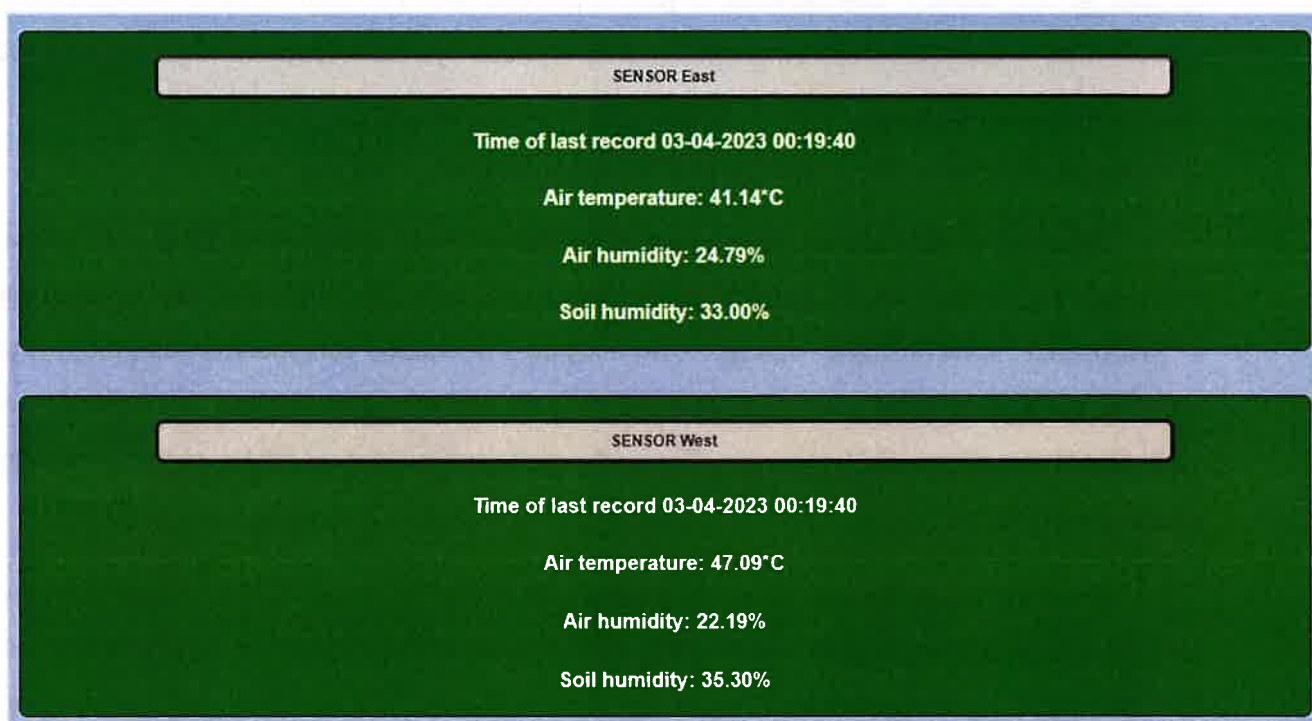 SENSOR East
Time of last record 03-04-2023 00:19:40
Air temperature: 41.14*C
Air humidity: 24.79%
Soil humidity: 33.00%
SENSOR West
Time of last record 03-04-2023 00:19:40
Air temperature: 47.09*C
Air humidity: 22.19%
Soil humidity: 35.30%